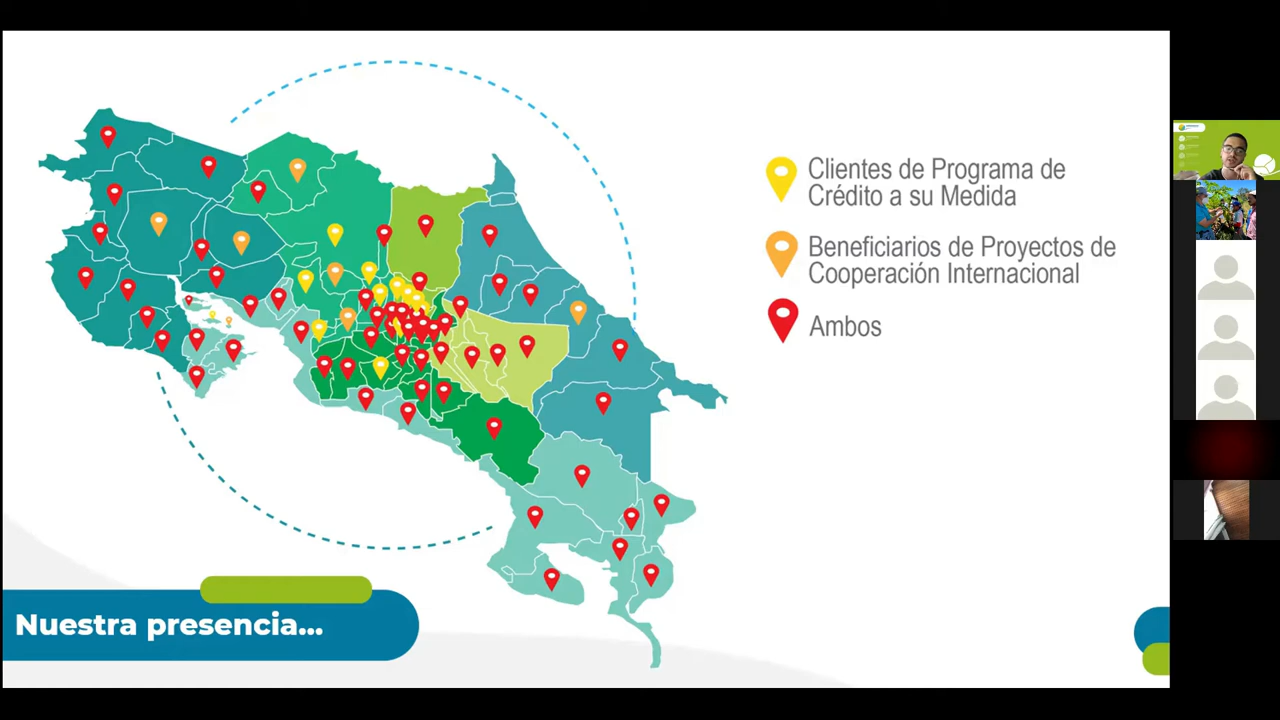 Clientes de Programa de
Crédito a su Medida
Beneficiarios de Proyectos de
Cooperación Internacional
Ambos
Nuestra presencia...